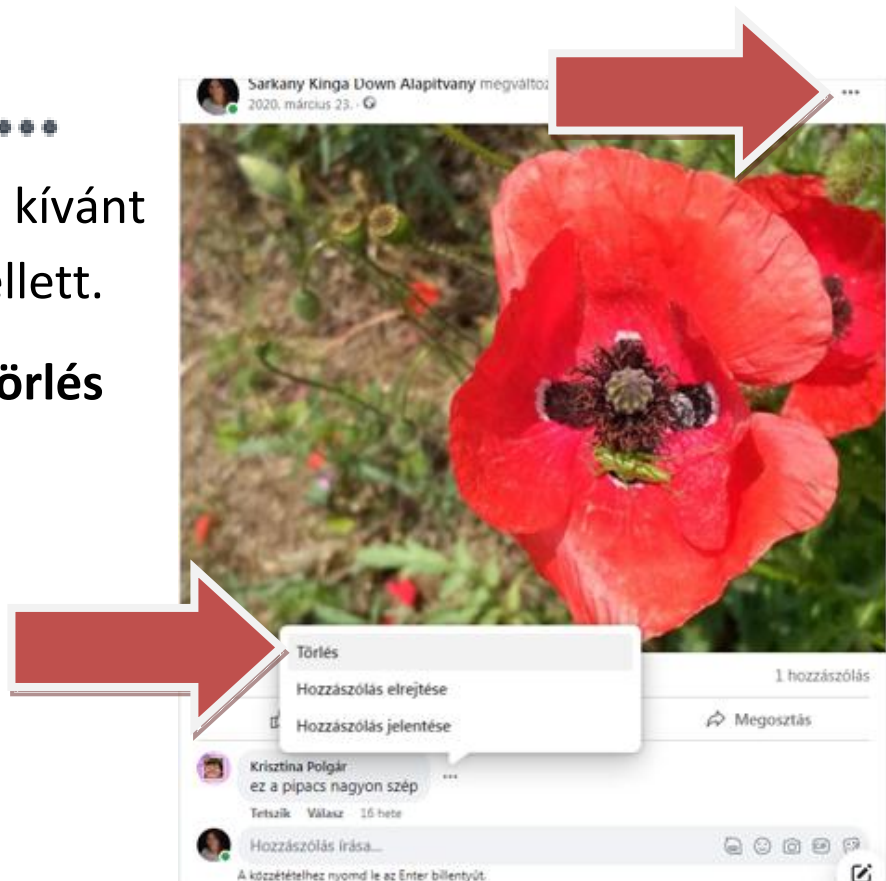 Sarkany Kinga Down Alapitvany megváltoz
2020. március 23.
kívánt
ellett.
örlés
Törlés
Hozzászólás elrejtése
Hozzászólás jelentése
1 hozzászólás
Megosztás
Krisztina Polgár
ez a pipacs nagyon szép
Tetszik Válasz 16 hete
Hozzászólás írása...
A közzétételhez nyomd le az Enter billentyűt.